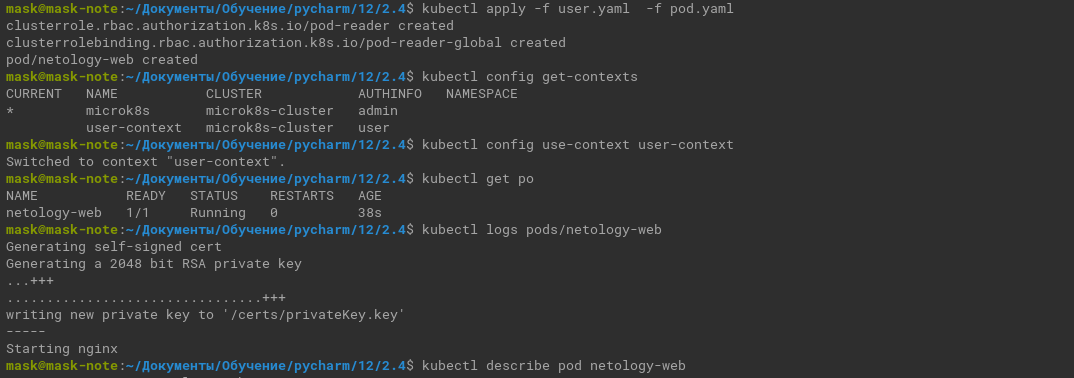 mask@mask-note:~/Документы/Обучение/pycharm/12/2.4$ kubectl apply -f user.yaml  -f pod.yaml
clusterrole.rbac.authorization.k8s.io/pod-reader created
clusterrolebinding.rbac.authorization.k8s.io/pod-reader-global created
pod/netology-web created
mask@mask-note:~/Документы/Обучение/pycharm/12/2.4$ kubectl config get-contexts
CURRENT   NAME           CLUSTER            AUTHINFO   NAMESPACE
*         microk8s       microk8s-cluster   admin
          user-context   microk8s-cluster   user
mask@mask-note:~/Документы/Обучение/pycharm/12/2.4$ kubectl config use-context user-context
Switched to context "user-context".
mask@mask-note:~/Документы/Обучение/pycharm/12/2.4$ kubectl get po
NAME           READY   STATUS    RESTARTS   AGE
netology-web   1/1     Running   0          38s
mask@mask-note:~/Документы/Обучение/pycharm/12/2.4$ kubectl logs pods/netology-web
Generating self-signed cert
Generating a 2048 bit RSA private key
...+++
................................+++
writing new private key to '/certs/privateKey.key'
-----
Starting nginx
mask@mask-note:~/Документы/Обучение/pycharm/12/2.4$ kubectl describe pod netology-web